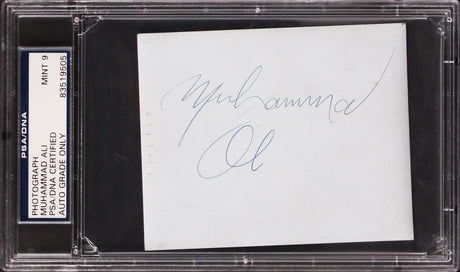 PSA/DNA
PHOTOGRAPH
MUHAMMAD ALI
PSA/DNA CERTIFIED
AUTO GRADE ONLY
MINT 9
83519505
Muhammad
Ali